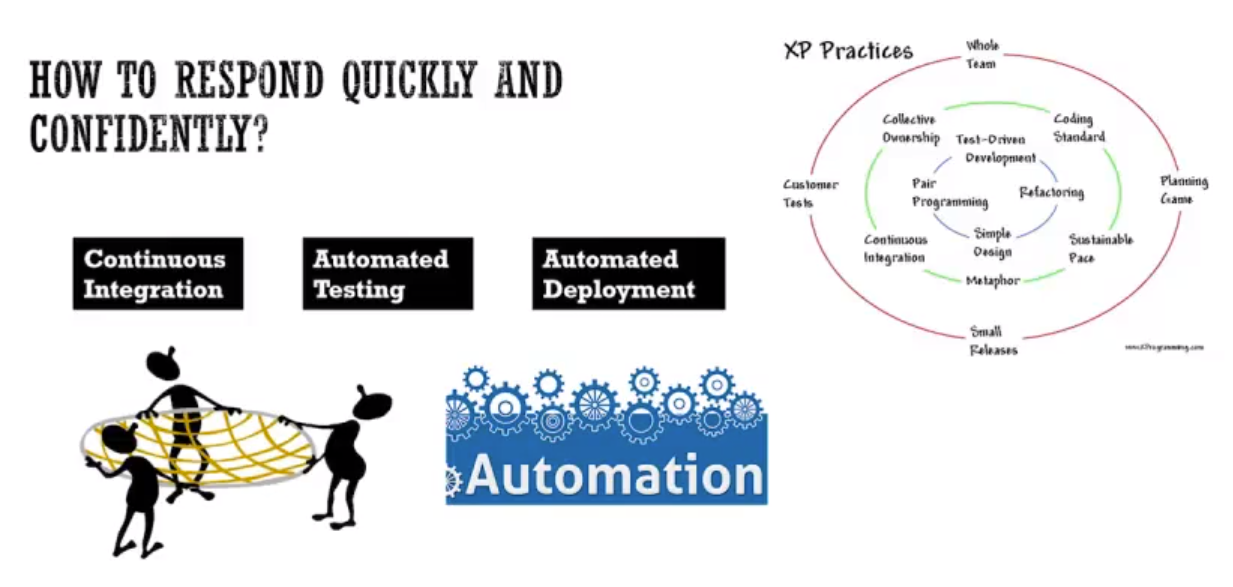 HOW TO RESPOND QUICKLY AND
CONFIDENTLY?
Continuous
Integration
Automated
Testing
Automated
Deployment
Automation
XP Practices
Whole
Team
Collective
Ownership
Test-Driven
Development
Coding
Standard
Customer
Tests
Pair
Programming
Refactoring
Planning
Game
Continuous
Integration
Simple
Design
Sustainable
Pace
Metaphor
Small
Releases